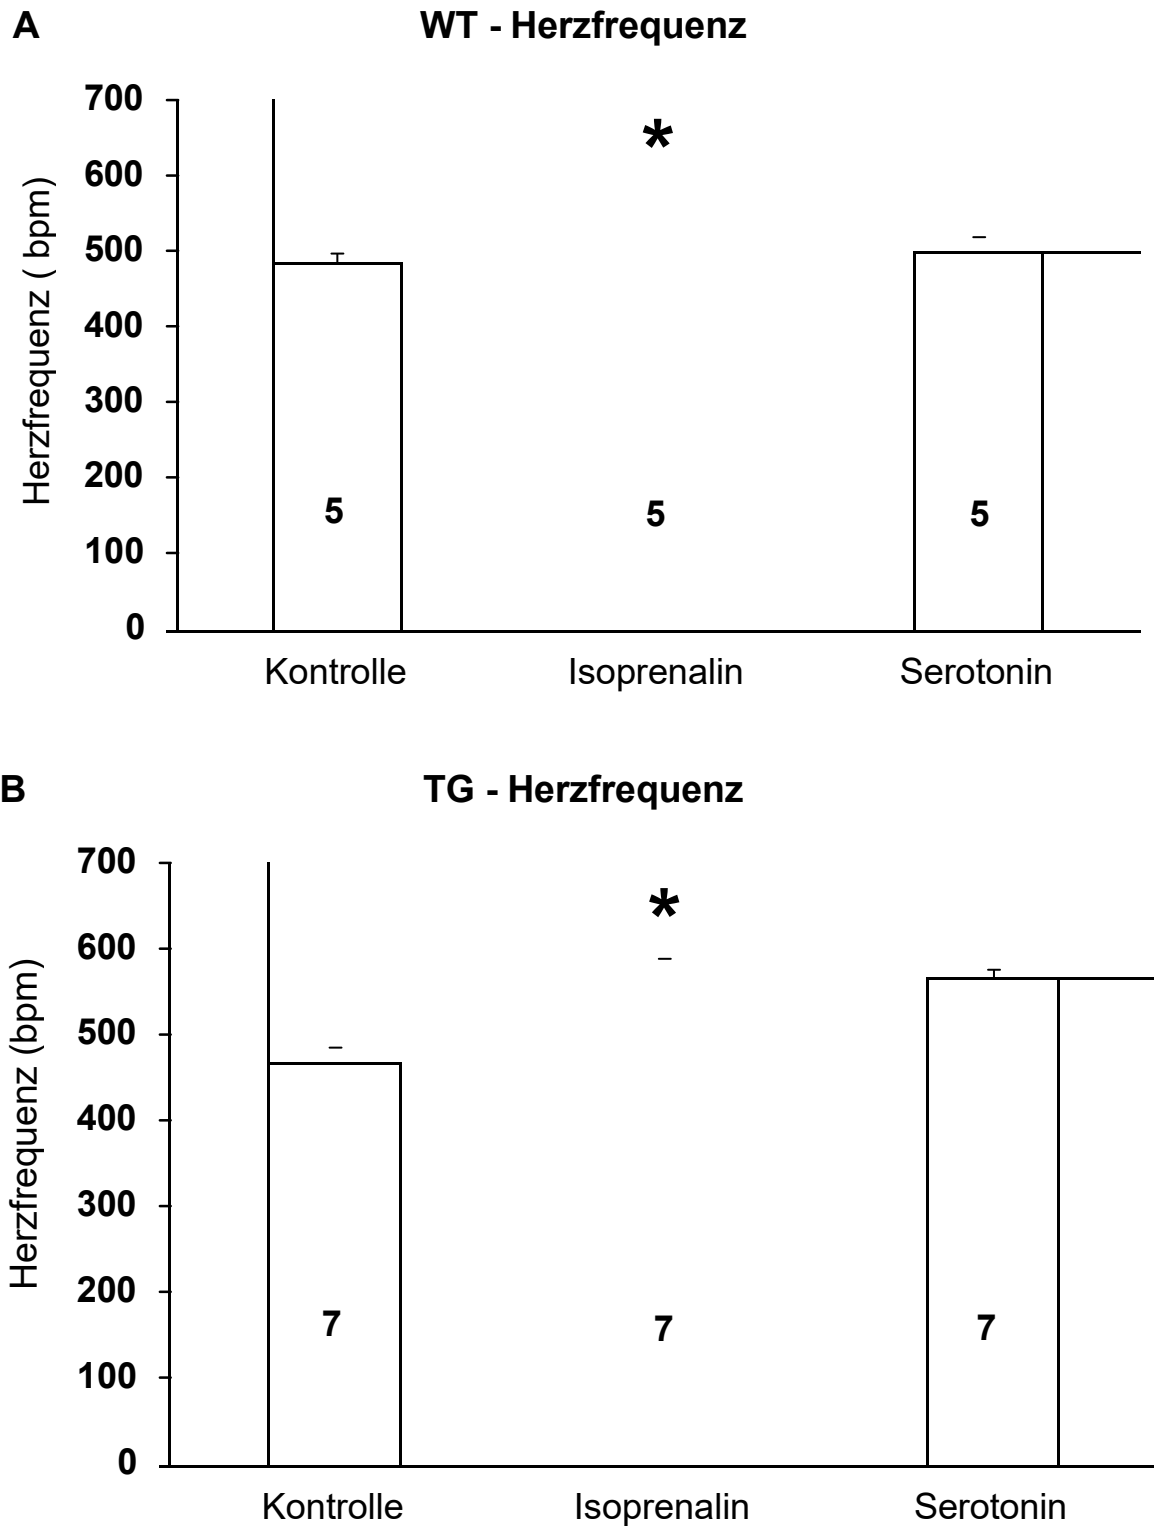 A
WT - Herzfrequenz
Herzfrequenz ( bpm)
700
600
500
400
300
200
100
0
*
5
5
5
Kontrolle
Isoprenalin
Serotonin
B
TG - Herzfrequenz
Herzfrequenz (bpm)
700
600
500
400
300
200
100
0
*
7
7
7
Kontrolle
Isoprenalin
Serotonin